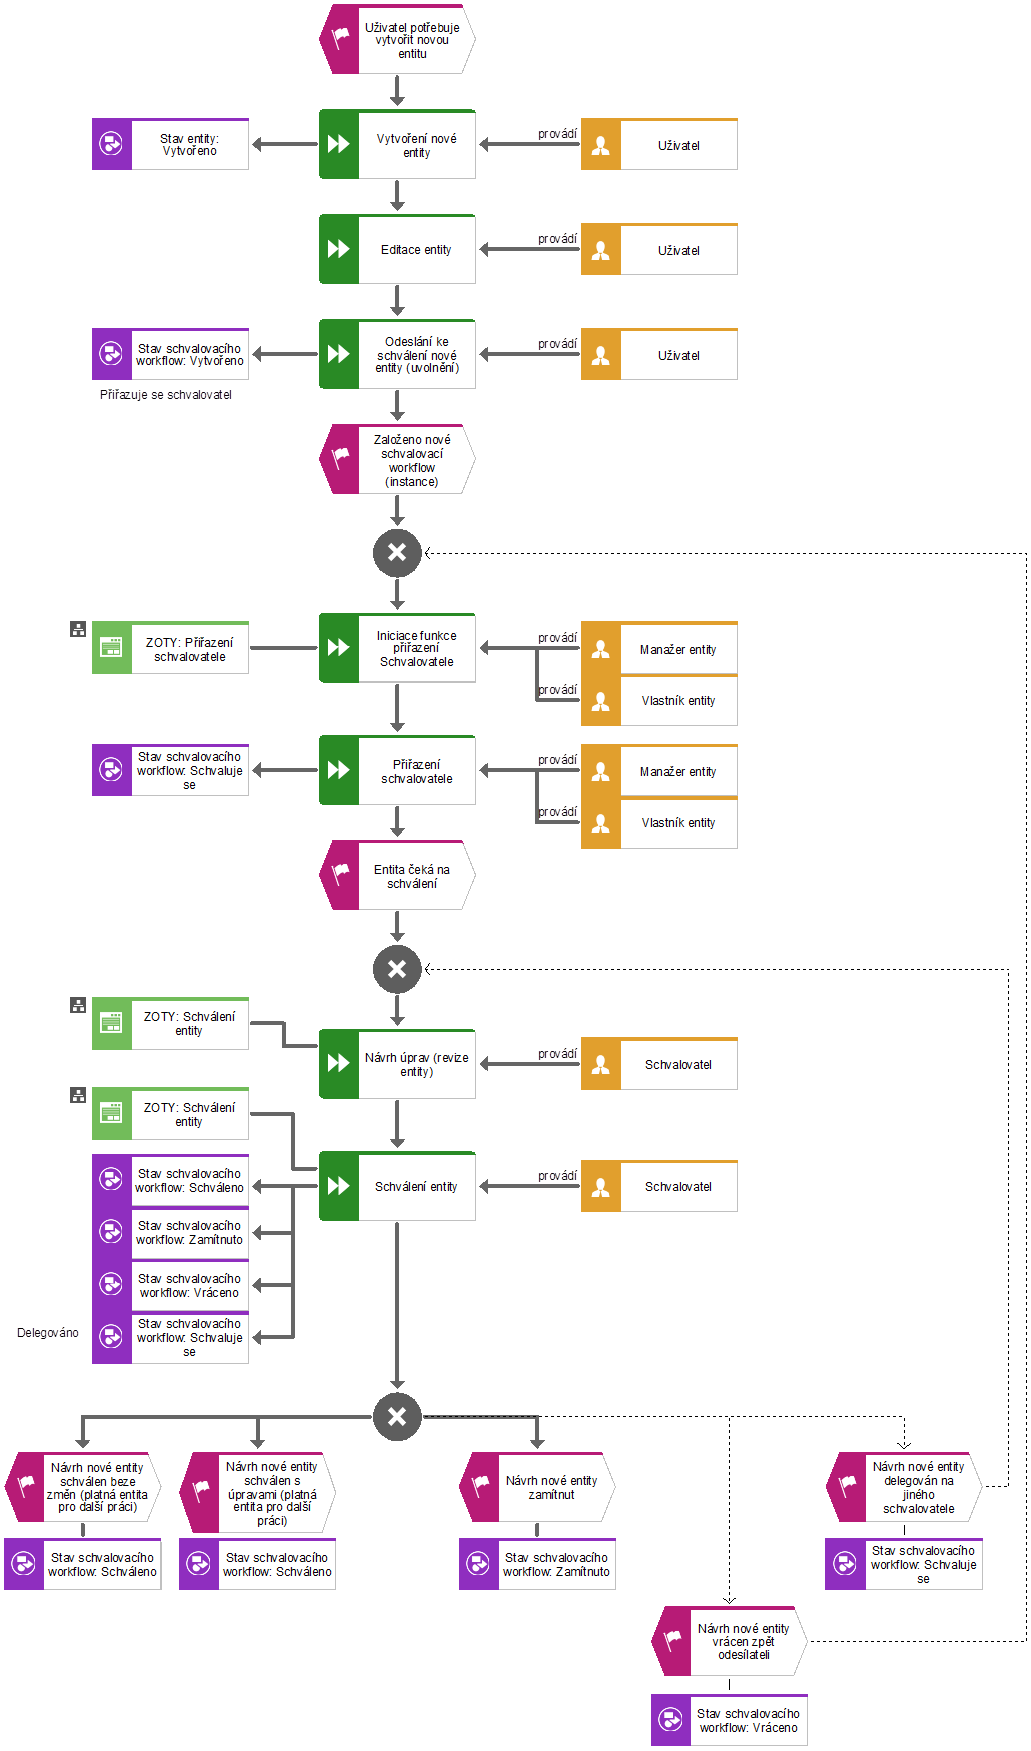 Uživatel potřebuje
vytvořit novou
entitu
Stav entity:
Vytvořeno
Vytvoření nové
entity
provádí
Uživatel
Editace entity
provádí
Uživatel
Stav schvalovacího
workflow: Vytvořeno
Přiřazuje se schvalovatel
Odeslání ke
schválení nové
entity (uvolnění)
provádí
Uživatel
Založeno nové
schvalovací
workflow
(instance)
ZOTY: Přiřazení
schvalovatele
Iniciace funkce
přiřazení
Schvalovatele
provádí
Manažer entity
provádí
Vlastník entity
Stav schvalovacího
workflow: Schvaluje
se
Přiřazení
schvalovatele
provádí
Manažer entity
provádí
Vlastník entity
Entita čeká na
schválení
ZOTY: Schválení
entity
Návrh úprav (revize
entity)
provádí
Schvalovatel
ZOTY: Schválení
entity
Stav schvalovacího
workflow: Schváleno
Schválení entity
provádí
Schvalovatel
Stav schvalovacího
workflow: Zamítnuto
Stav schvalovacího
workflow: Vráceno
Delegováno
Stav schvalovacího
workflow: Schvaluje
se
Návrh nové entity
schválen beze
změn (platná entita
pro další práci)
Návrh nové entity
schválen s
úpravami (platná
entita pro další
práci)
Návrh nové entity
zamítnut
Návrh nové entity
delegován na
jiného
schvalovatele
Stav schvalovacího
workflow: Schváleno
Stav schvalovacího
workflow: Schváleno
Stav schvalovacího
workflow: Zamítnuto
Stav schvalovacího
workflow: Schvaluje
se
Návrh nové entity
vrácen zpět
odesílateli
Stav schvalovacího
workflow: Vráceno